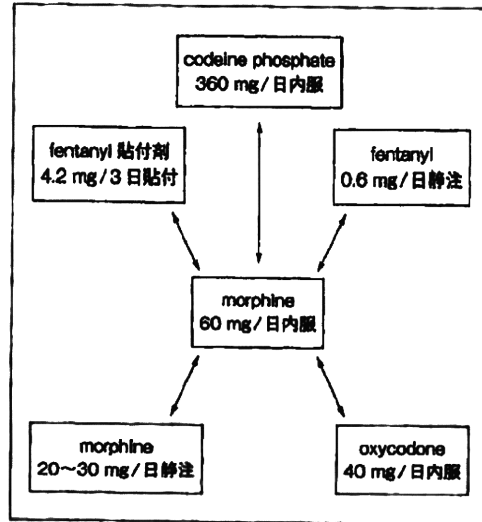 codeine phosphate
360 mg/日内服
fentanyl 貼付剤
4.2 mg/3日貼付
fentanyl
0.6 mg/日静注
morphine
60 mg/日内服
morphine
20〜30 mg/日静注
oxycodone
40 mg/日内服